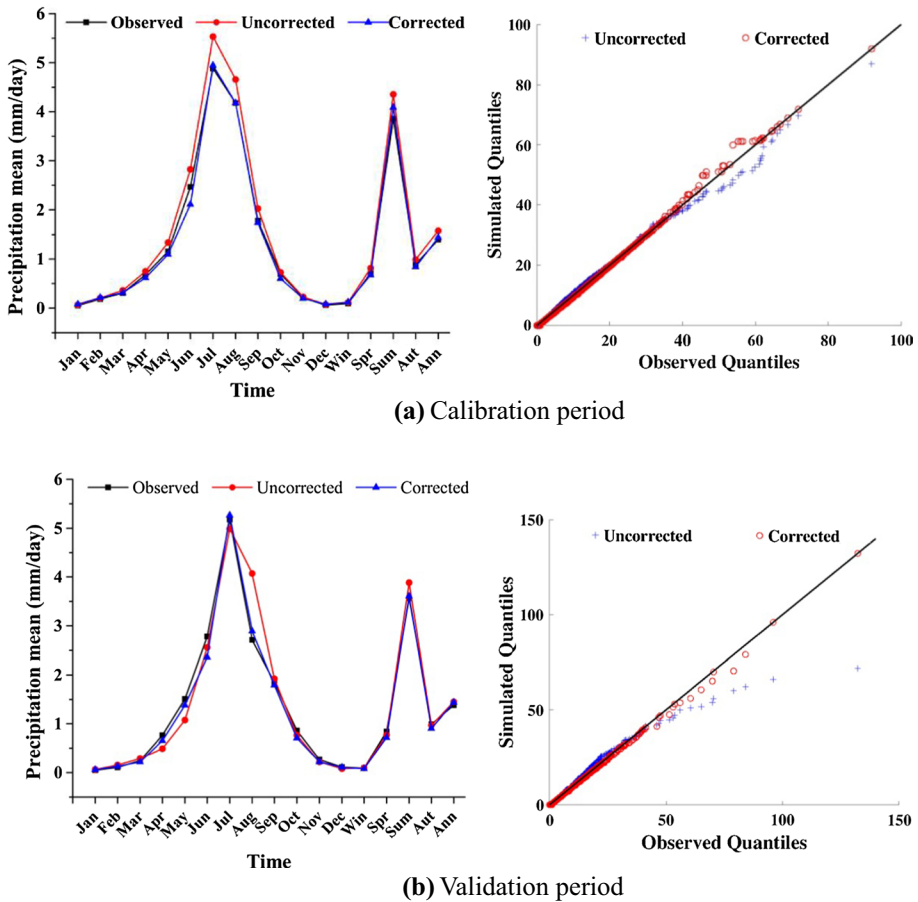 Observed Uncorrected Corrected
Precipitation mean (mm/day)
6
5
4
3
2
1
0
Jan Feb Mar Apr May Jun Jul Aug Sep Oct Nov Dec Win Spr Sum Aut Ann
Time
Uncorrected Corrected
Simulated Quantiles
100
80
60
40
20
0
0 20 40 60 80 100
Observed Quantiles
(a) Calibration period
Observed Uncorrected Corrected
Precipitation mean (mm/day)
6
5
4
3
2
1
0
Jan Feb Mar Apr May Jun Jul Aug Sep Oct Nov Dec Win Spr Sum Aut Ann
Time
Uncorrected Corrected
Simulated Quantiles
150
100
50
0
0 50 100 150
Observed Quantiles
(b) Validation period